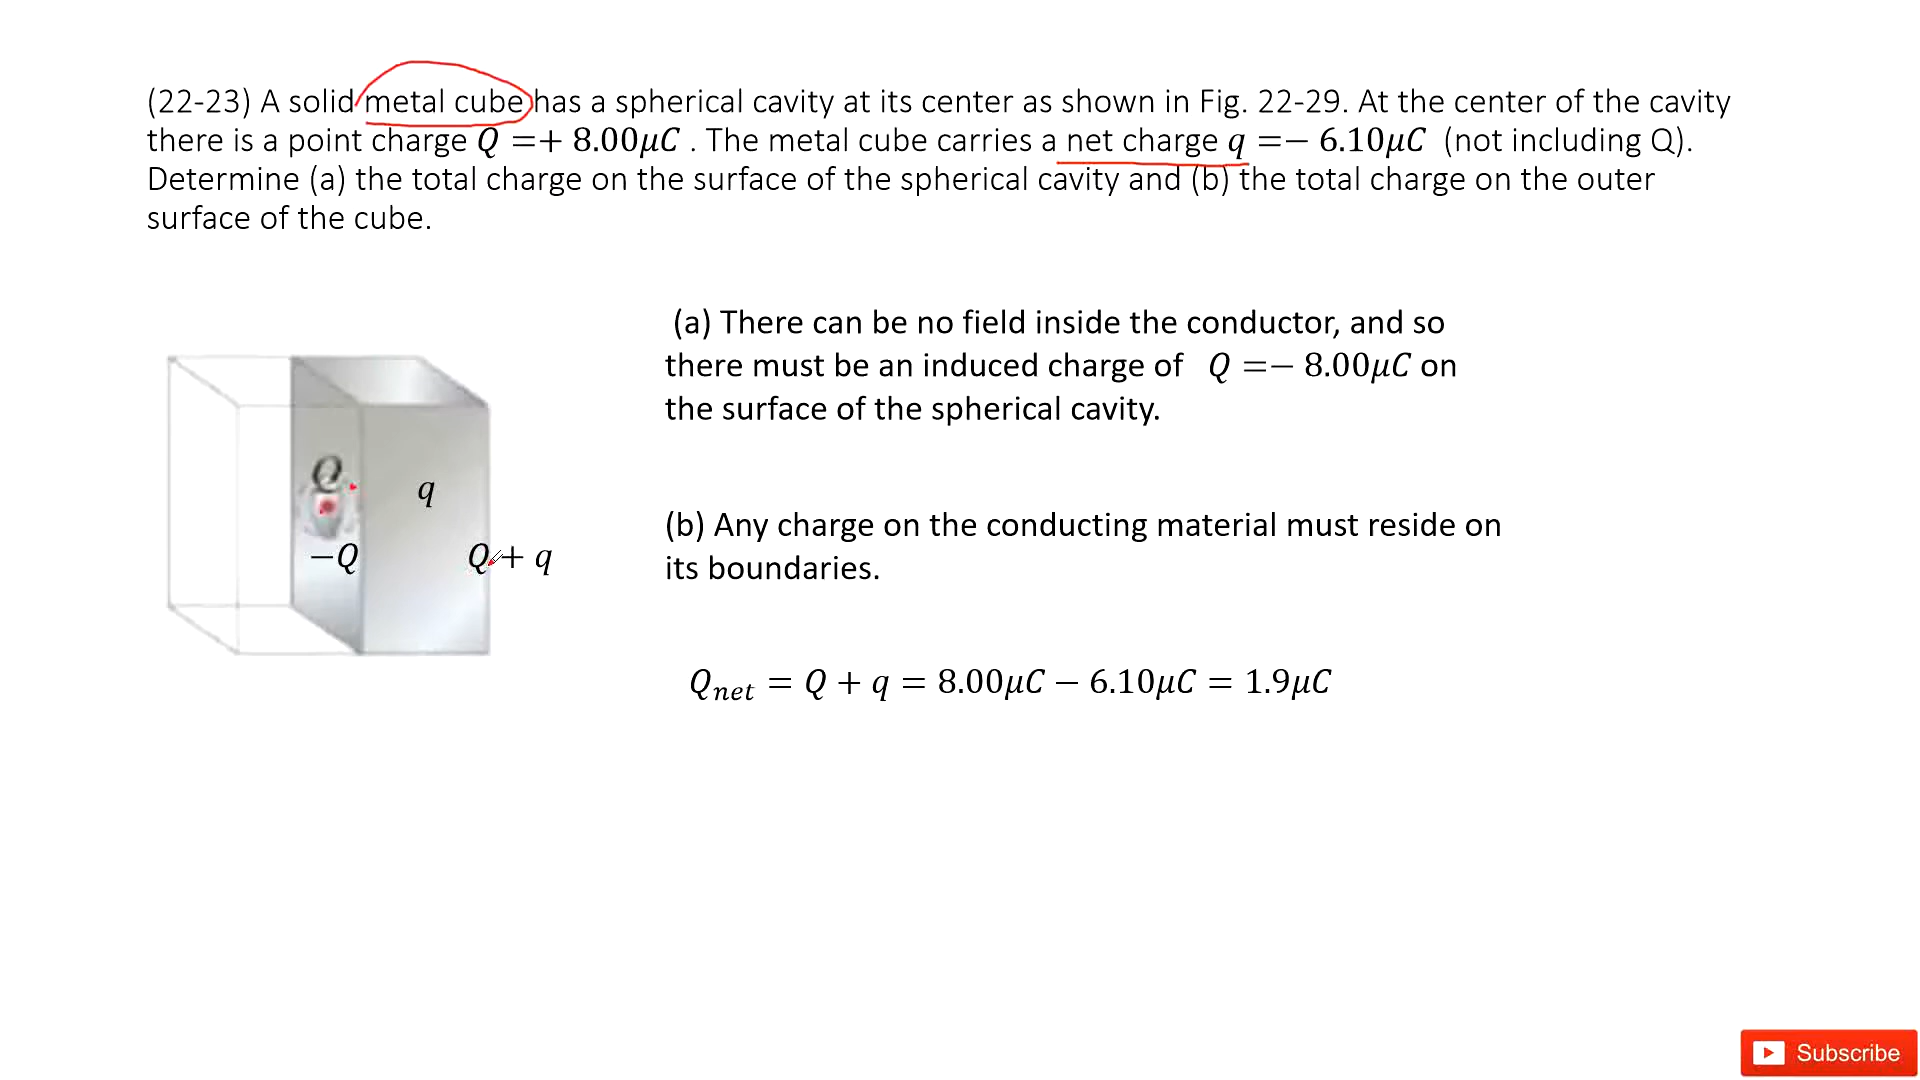 (22-23) A solid metal cube has a spherical cavity at its center as shown in Fig. 22-29. At the center of the cavity
there is a point charge Q =+ 8.00μC . The metal cube carries a net charge q =− 6.10μC (not including Q).
Determine (a) the total charge on the surface of the spherical cavity and (b) the total charge on the outer
surface of the cube.
(a) There can be no field inside the conductor, and so
there must be an induced charge of Q =− 8.00μC on
the surface of the spherical cavity.
Q
q
−Q
Q + q
(b) Any charge on the conducting material must reside on
its boundaries.
Qnet = Q + q = 8.00μC − 6.10μC = 1.9μC
Subscribe